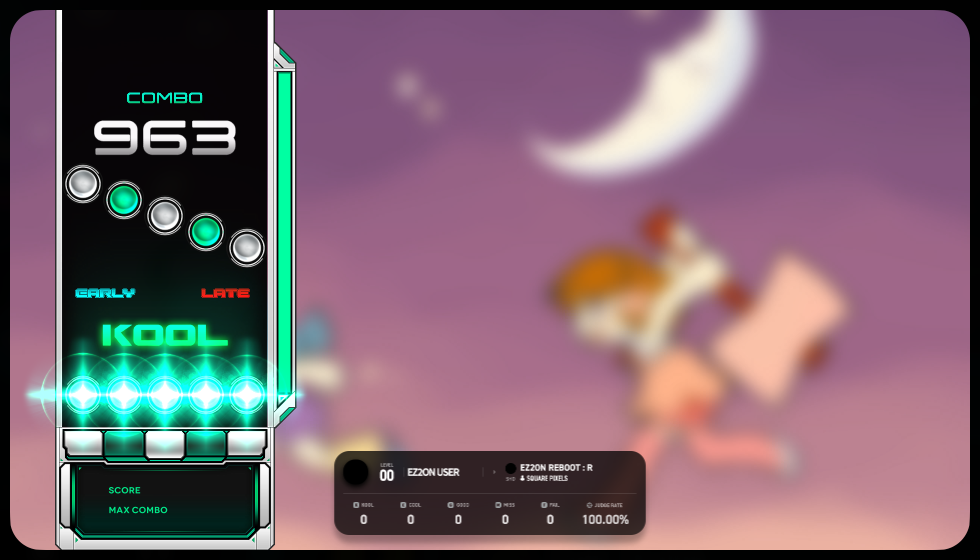 COMBO
963
EARLY LATE
KOOL
SCORE
MAX COMBO
LEVEL
00 EZ2ON USER
EZ2ON REBOOT : R
SQUARE PIXELS
KOOL COOL GOOD MISS FAIL JUDGE RATE
0 0 0 0 0 100.00%